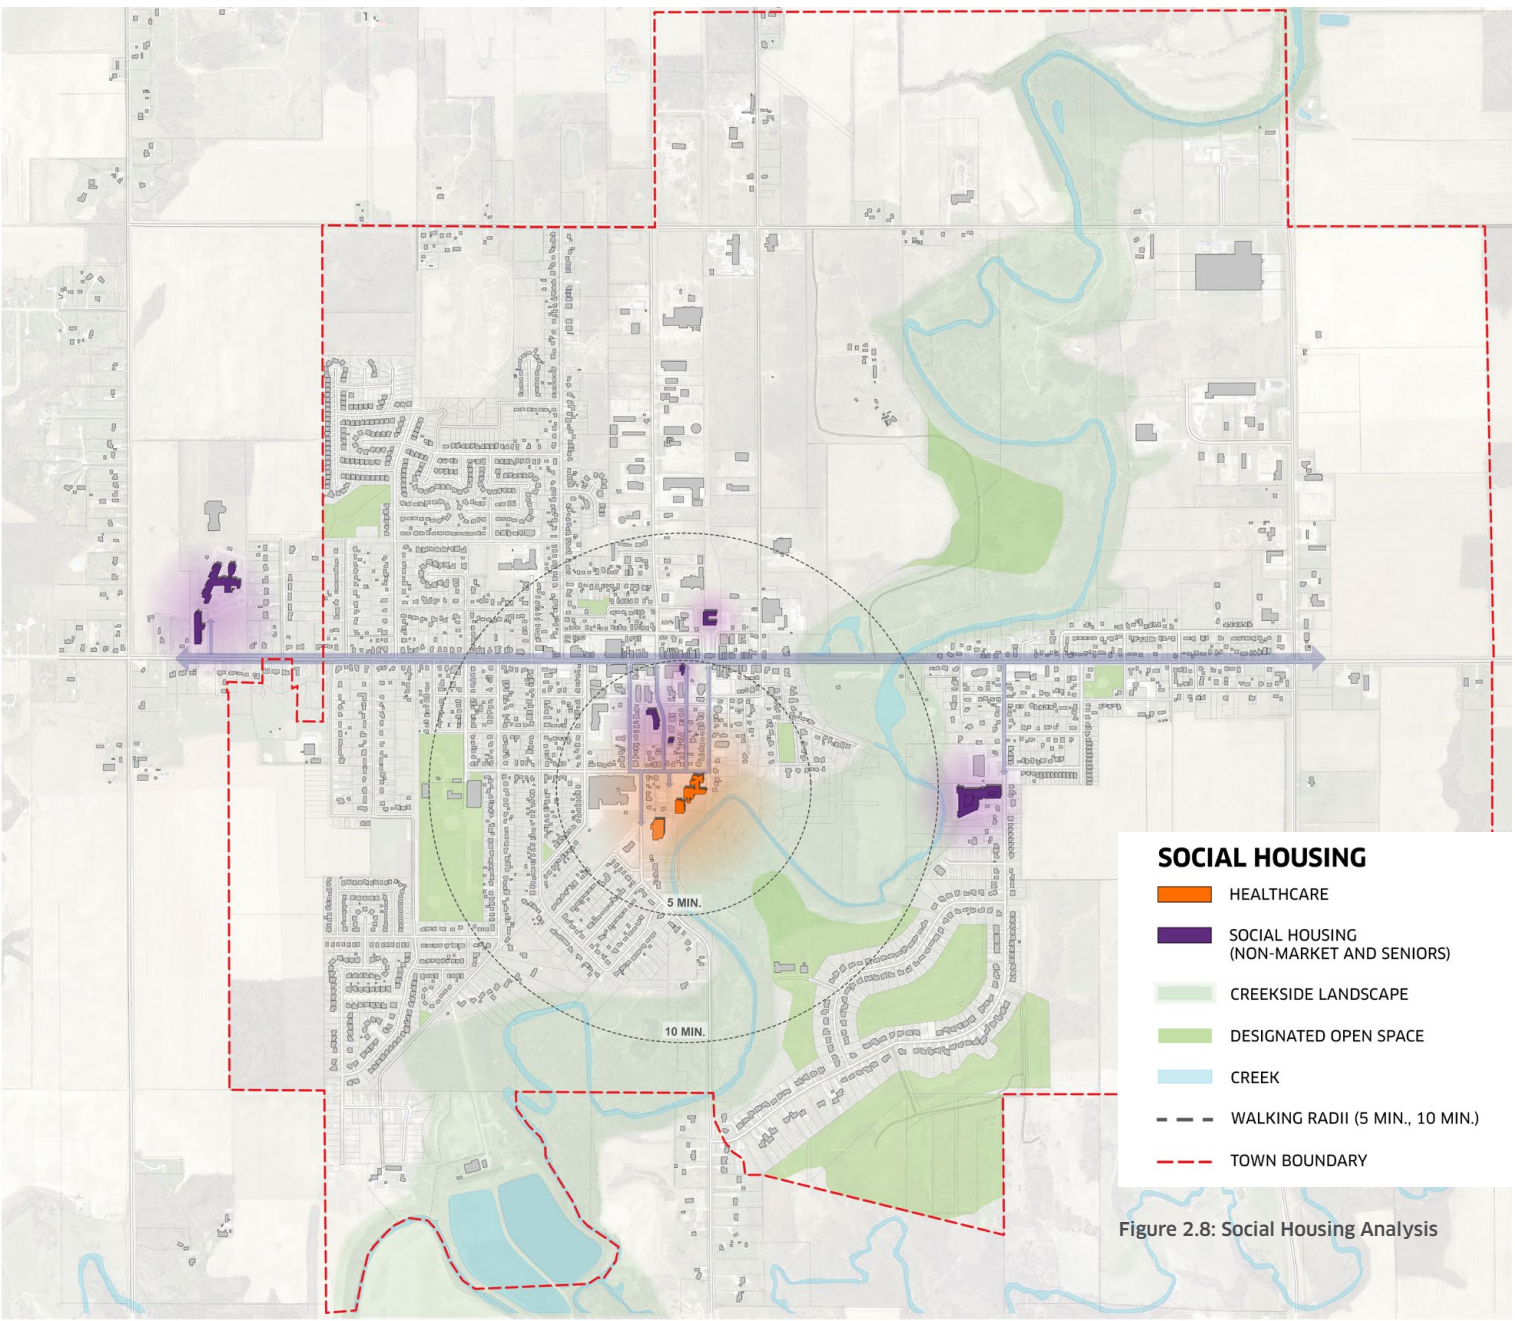 5 MIN.
10 MIN.
SOCIAL HOUSING
HEALTHCARE
SOCIAL HOUSING
(NON-MARKET AND SENIORS)
CREEKSIDE LANDSCAPE
DESIGNATED OPEN SPACE
CREEK
WALKING RADII (5 MIN., 10 MIN.)
TOWN BOUNDARY
Figure 2.8: Social Housing Analysis